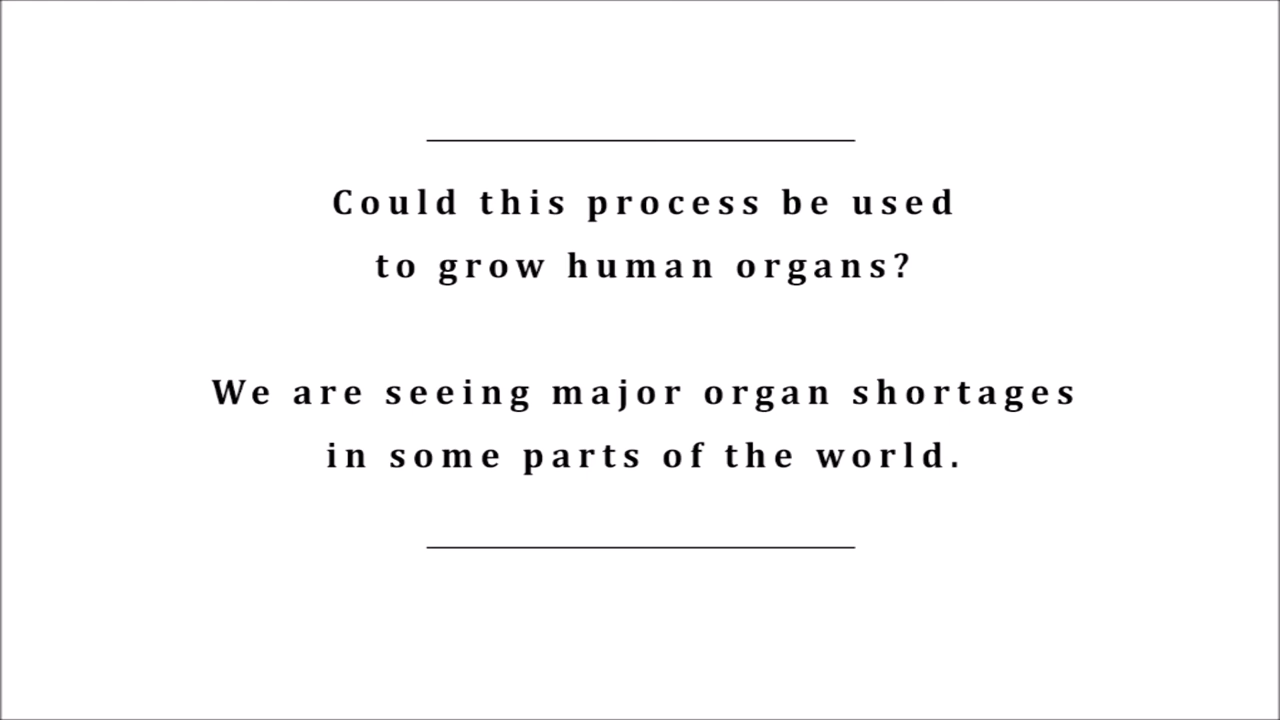 Could this process be used
to grow human organs?
We are seeing major organ shortages
in some parts of the world.